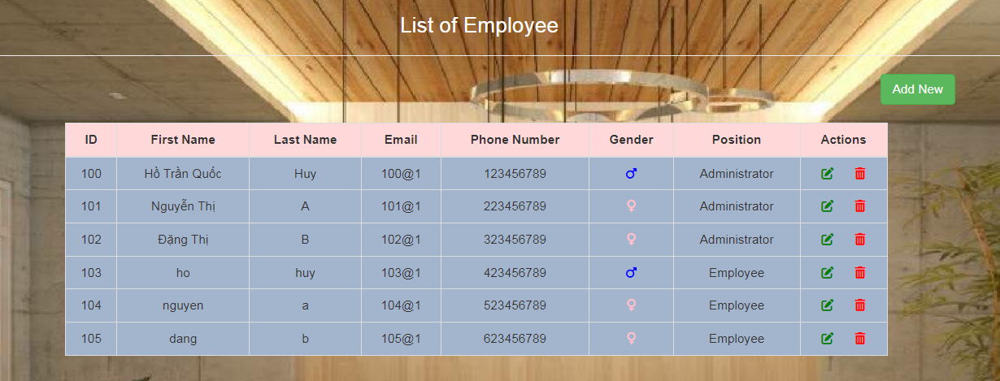 List of Employee
Add New
ID First Name Last Name Email Phone Number Gender Position Actions
100 Hồ Trần Quốc Huy 100@1 123456789 Administrator
101 Nguyễn Thị A 101@1 223456789 Administrator
102 Đặng Thị B 102@1 323456789 Administrator
103 ho huy 103@1 423456789 Employee
104 nguyen a 104@1 523456789 Employee
105 dang b 105@1 623456789 Employee